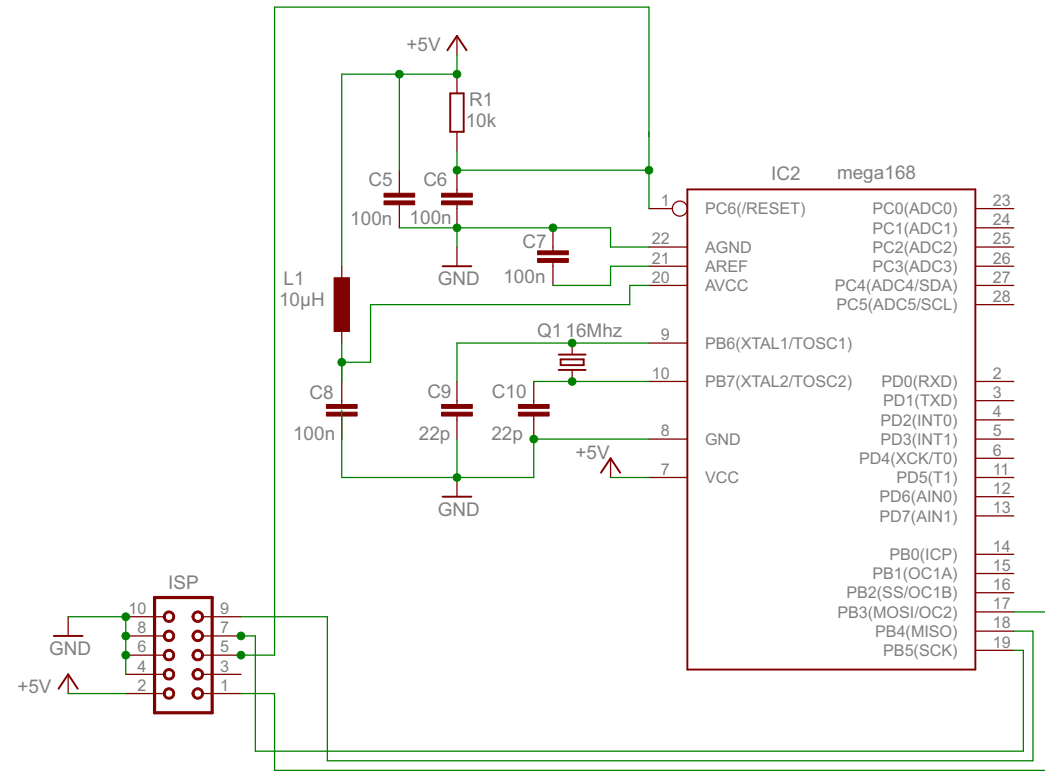 +5V
R1
10k
C5
100n
C6
100n
C7
100n
GND
L1
10µH
C8
100n
C9
22p
C10
22p
Q1 16Mhz
+5V
GND
IC2 mega168
1 PC6(/RESET)
22 AGND
21 AREF
20 AVCC
9 PB6(XTAL1/TOSC1)
10 PB7(XTAL2/TOSC2)
8 GND
7 VCC
PC0(ADC0) 23
PC1(ADC1) 24
PC2(ADC2) 25
PC3(ADC3) 26
PC4(ADC4/SDA) 27
PC5(ADC5/SCL) 28
PD0(RXD) 2
PD1(TXD) 3
PD2(INT0) 4
PD3(INT1) 5
PD4(XCK/T0) 6
PD5(T1) 11
PD6(AIN0) 12
PD7(AIN1) 13
PB0(ICP) 14
PB1(OC1A) 15
PB2(SS/OC1B) 16
PB3(MOSI/OC2) 17
PB4(MISO) 18
PB5(SCK) 19
ISP
10 9
8 7
6 5
4 3
2 1
GND
+5V